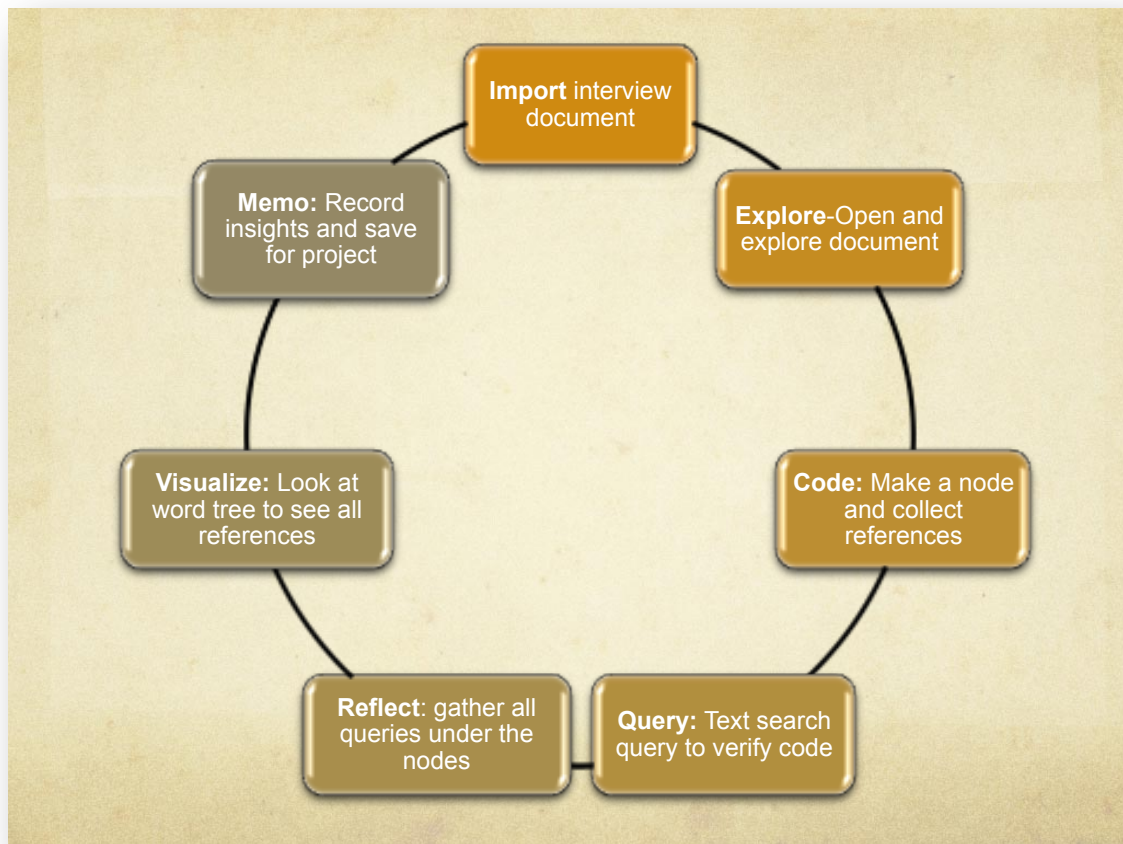 Import interview
document
Explore-Open and
explore document
Code: Make a node
and collect
references
Query: Text search
query to verify code
Reflect: gather all
queries under the
nodes
Visualize: Look at
word tree to see all
references
Memo: Record
insights and save
for project